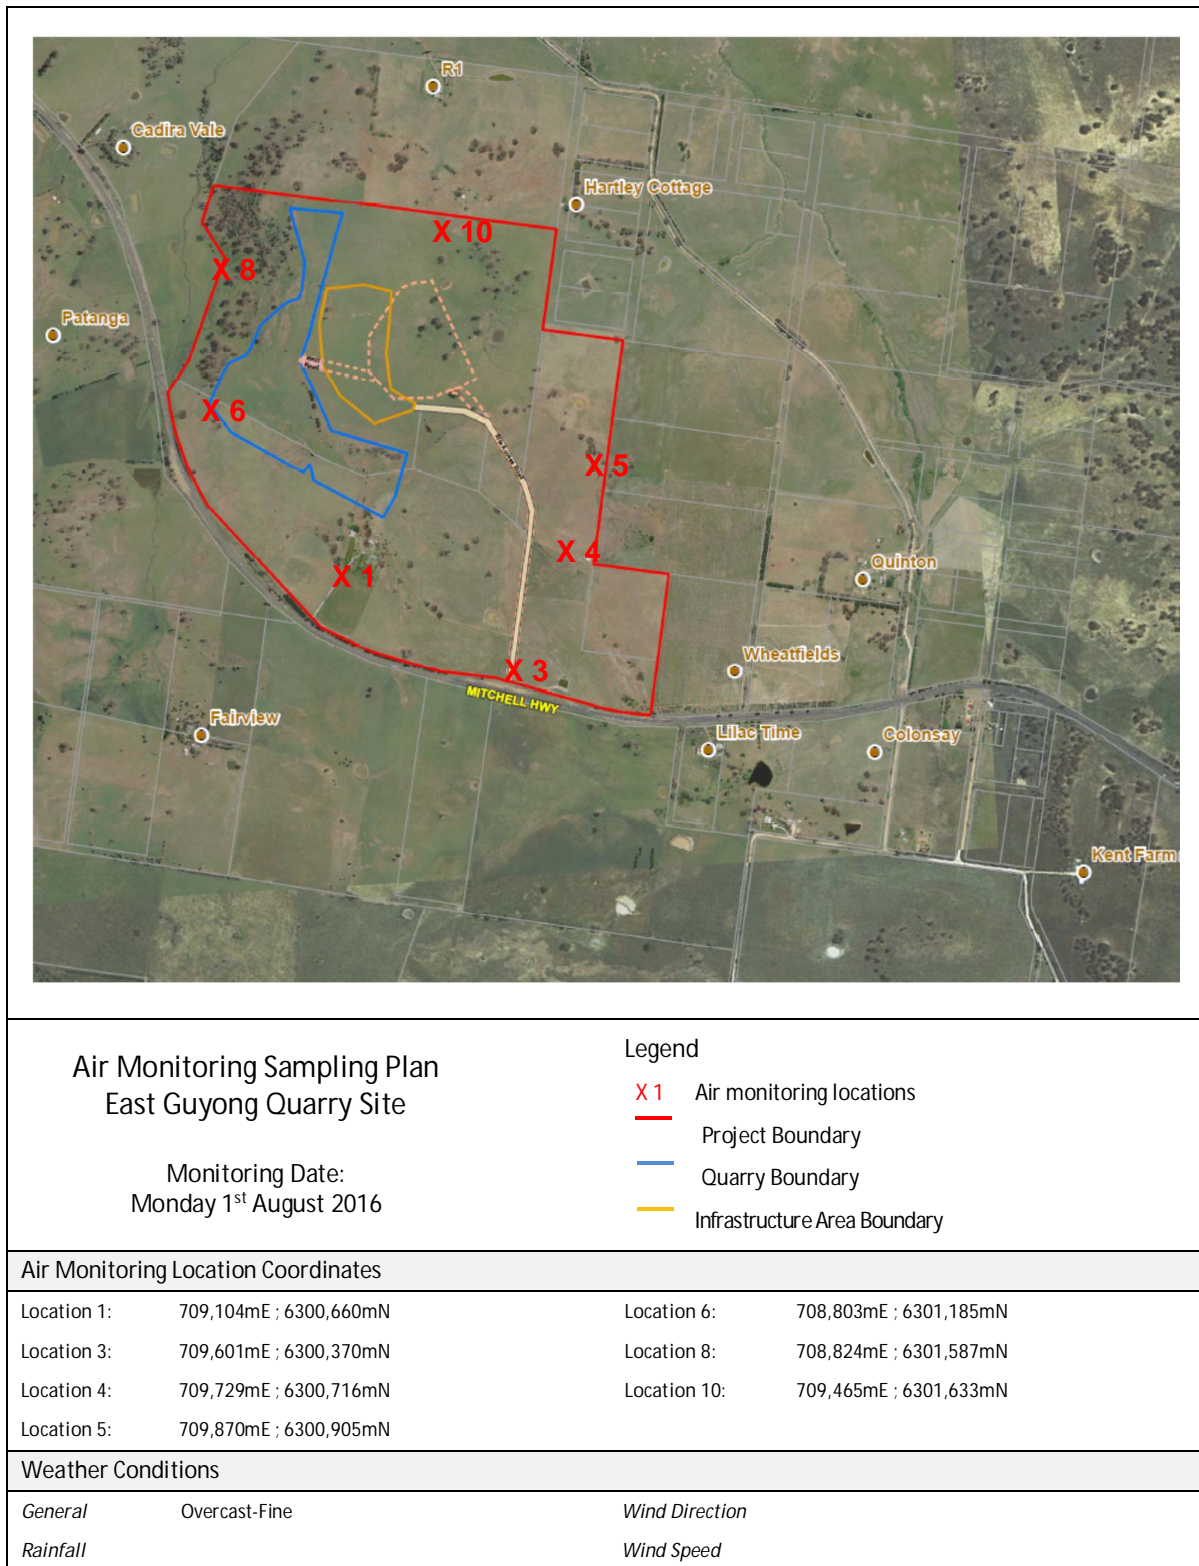 R1
Cadira Vale
Hartley Cottage
X 10
X 8
Patanga
X 6
X 5
X 4
X 1
Quinton
Wheatfields
X 3
MITCHELL HWY
Fairview
Lilac Time
Colonsay
Kent Farm
Air Monitoring Sampling Plan
East Guyong Quarry Site
Monitoring Date:
Monday 1st August 2016
Legend
X 1 Air monitoring locations
Project Boundary
Quarry Boundary
Infrastructure Area Boundary
Air Monitoring Location Coordinates
Location 1: 709,104mE ; 6300,660mN
Location 3: 709,601mE ; 6300,370mN
Location 4: 709,729mE ; 6300,716mN
Location 5: 709,870mE ; 6300,905mN
Location 6: 708,803mE ; 6301,185mN
Location 8: 708,824mE ; 6301,587mN
Location 10: 709,465mE ; 6301,633mN
Weather Conditions
General Overcast-Fine
Rainfall
Wind Direction
Wind Speed